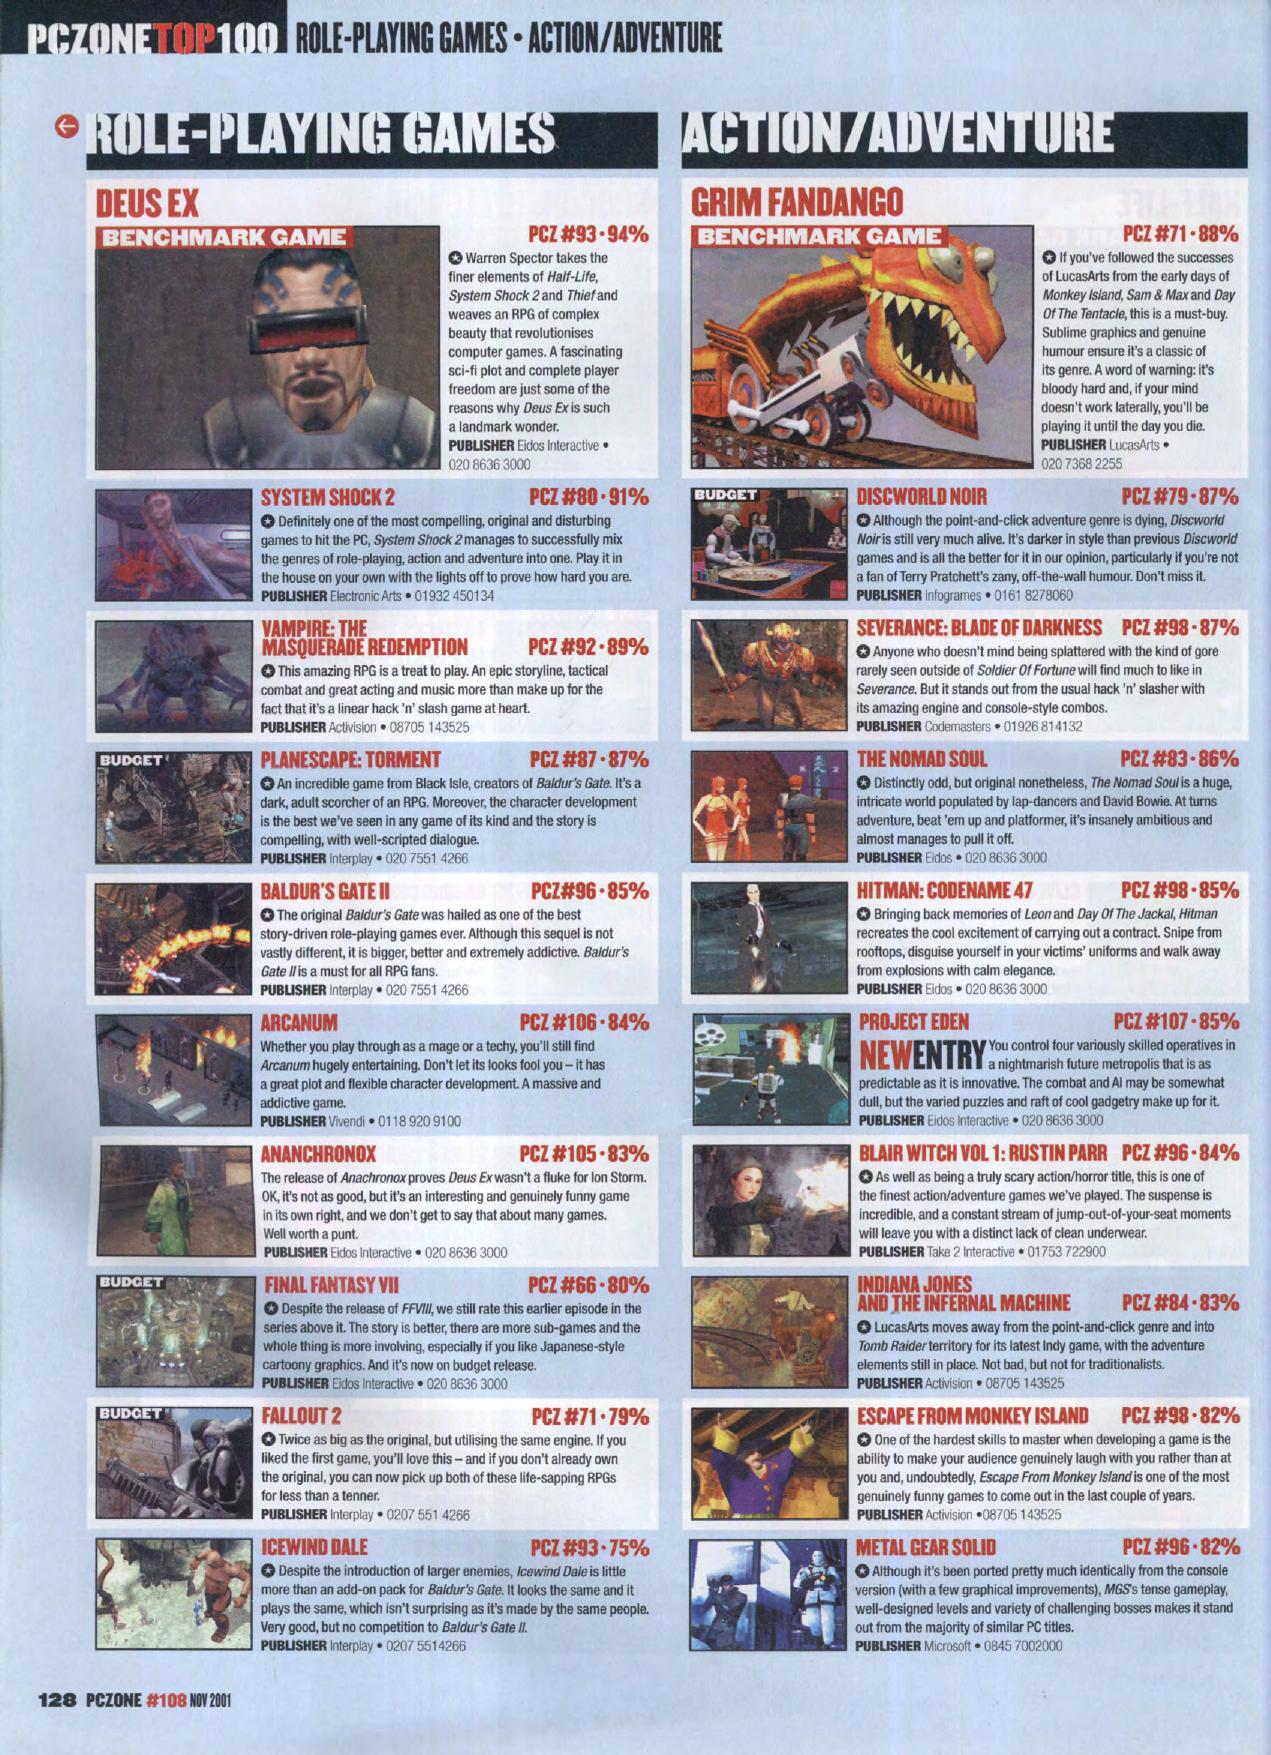 PCZONETOP100 ROLE-PLAYING GAMES • ACTION/ADVENTURE
ROLE-PLAYING GAMES
DEUS EX
BENCHMARK GAME
PCZ #93 • 94%
Warren Spector takes the
finer elements of Half-Life,
System Shock 2 and Thief and
weaves an RPG of complex
beauty that revolutionises
computer games. A fascinating
sci-fi plot and complete player
freedom are just some of the
reasons why Deus Ex is such
a landmark wonder.
PUBLISHER Eidos Interactive •
020 8636 3000
SYSTEM SHOCK 2 PCZ #80 • 91%
Definitely one of the most compelling, original and disturbing
games to hit the PC, System Shock 2 manages to successfully mix
the genres of role-playing, action and adventure into one. Play it in
the house on your own with the lights off to prove how hard you are.
PUBLISHER Electronic Arts • 01932 450134
VAMPIRE: THE
MASQUERADE REDEMPTION PCZ #92 • 89%
This amazing RPG is a treat to play. An epic storyline, tactical
combat and great acting and music more than make up for the
fact that it's a linear hack 'n' slash game at heart.
PUBLISHER Activision • 08705 143525
BUDGET
PLANESCAPE: TORMENT PCZ #87 • 87%
An incredible game from Black Isle, creators of Baldur's Gate. It's a
dark, adult scorcher of an RPG. Moreover, the character development
is the best we've seen in any game of its kind and the story is
compelling, with well-scripted dialogue.
PUBLISHER Interplay • 020 7551 4266
BALDUR'S GATE II PCZ#96 • 85%
The original Baldur's Gate was hailed as one of the best
story-driven role-playing games ever. Although this sequel is not
vastly different, it is bigger, better and extremely addictive. Baldur's
Gate II is a must for all RPG fans.
PUBLISHER Interplay • 020 7551 4266
ARCANUM PCZ #106 • 84%
Whether you play through as a mage or a techy, you'll still find
Arcanum hugely entertaining. Don't let its looks fool you – it has
a great plot and flexible character development. A massive and
addictive game.
PUBLISHER Vivendi • 0118 920 9100
ANANCHRONOX PCZ #105 • 83%
The release of Anachronox proves Deus Ex wasn't a fluke for Ion Storm.
OK, it's not as good, but it's an interesting and genuinely funny game
in its own right, and we don't get to say that about many games.
Well worth a punt.
PUBLISHER Eidos Interactive • 020 8636 3000
BUDGET
FINAL FANTASY VII PCZ #66 • 80%
Despite the release of FFVIII, we still rate this earlier episode in the
series above it. The story is better, there are more sub-games and the
whole thing is more involving, especially if you like Japanese-style
cartoony graphics. And it's now on budget release.
PUBLISHER Eidos Interactive • 020 8636 3000
BUDGET
FALLOUT 2 PCZ #71 • 79%
Twice as big as the original, but utilising the same engine. If you
liked the first game, you'll love this – and if you don't already own
the original, you can now pick up both of these life-sapping RPGs
for less than a tenner.
PUBLISHER Interplay • 0207 551 4266
ICEWIND DALE PCZ #93 • 75%
Despite the introduction of larger enemies, Icewind Dale is little
more than an add-on pack for Baldur's Gate. It looks the same and it
plays the same, which isn't surprising as it's made by the same people.
Very good, but no competition to Baldur's Gate II.
PUBLISHER Interplay • 0207 5514266
ACTION/ADVENTURE
GRIM FANDANGO
BENCHMARK GAME
PCZ #71 • 88%
If you've followed the successes
of LucasArts from the early days of
Monkey Island, Sam & Max and Day
Of The Tentacle, this is a must-buy.
Sublime graphics and genuine
humour ensure it's a classic of
its genre. A word of warning: it's
bloody hard and, if your mind
doesn't work laterally, you'll be
playing it until the day you die.
PUBLISHER LucasArts •
020 7368 2255
BUDGET
DISCWORLD NOIR PCZ #79 • 87%
Although the point-and-click adventure genre is dying, Discworld
Noir is still very much alive. It's darker in style than previous Discworld
games and is all the better for it in our opinion, particularly if you're not
a fan of Terry Pratchett's zany, off-the-wall humour. Don't miss it.
PUBLISHER Infogrames • 0161 8278060
SEVERANCE: BLADE OF DARKNESS PCZ #98 • 87%
Anyone who doesn't mind being splattered with the kind of gore
rarely seen outside of Soldier Of Fortune will find much to like in
Severance. But it stands out from the usual hack 'n' slasher with
its amazing engine and console-style combos.
PUBLISHER Codemasters • 01926 814132
THE NOMAD SOUL PCZ #83 • 86%
Distinctly odd, but original nonetheless, The Nomad Soul is a huge,
intricate world populated by lap-dancers and David Bowie. At turns
adventure, beat 'em up and platformer, it's insanely ambitious and
almost manages to pull it off.
PUBLISHER Eidos • 020 8636 3000
HITMAN: CODENAME 47 PCZ #98 • 85%
Bringing back memories of Leon and Day Of The Jackal, Hitman
recreates the cool excitement of carrying out a contract. Snipe from
rooftops, disguise yourself in your victims' uniforms and walk away
from explosions with calm elegance.
PUBLISHER Eidos • 020 8636 3000
PROJECT EDEN PCZ #107 • 85%
NEWENTRY You control four variously skilled operatives in
a nightmarish future metropolis that is as
predictable as it is innovative. The combat and AI may be somewhat
dull, but the varied puzzles and raft of cool gadgetry make up for it.
PUBLISHER Eidos Interactive • 020 8636 3000
BLAIR WITCH VOL 1: RUSTIN PARR PCZ #96 • 84%
As well as being a truly scary action/horror title, this is one of
the finest action/adventure games we've played. The suspense is
incredible, and a constant stream of jump-out-of-your-seat moments
will leave you with a distinct lack of clean underwear.
PUBLISHER Take 2 Interactive • 01753 722900
INDIANA JONES
AND THE INFERNAL MACHINE PCZ #84 • 83%
LucasArts moves away from the point-and-click genre and into
Tomb Raider territory for its latest Indy game, with the adventure
elements still in place. Not bad, but not for traditionalists.
PUBLISHER Activision • 08705 143525
ESCAPE FROM MONKEY ISLAND PCZ #98 • 82%
One of the hardest skills to master when developing a game is the
ability to make your audience genuinely laugh with you rather than at
you and, undoubtedly, Escape From Monkey Island is one of the most
genuinely funny games to come out in the last couple of years.
PUBLISHER Activision •08705 143525
METAL GEAR SOLID PCZ #96 • 82%
Although it's been ported pretty much identically from the console
version (with a few graphical improvements), MGS's tense gameplay,
well-designed levels and variety of challenging bosses makes it stand
out from the majority of similar PC titles.
PUBLISHER Microsoft • 0845 7002000
128 PCZONE #108 NOV 2001